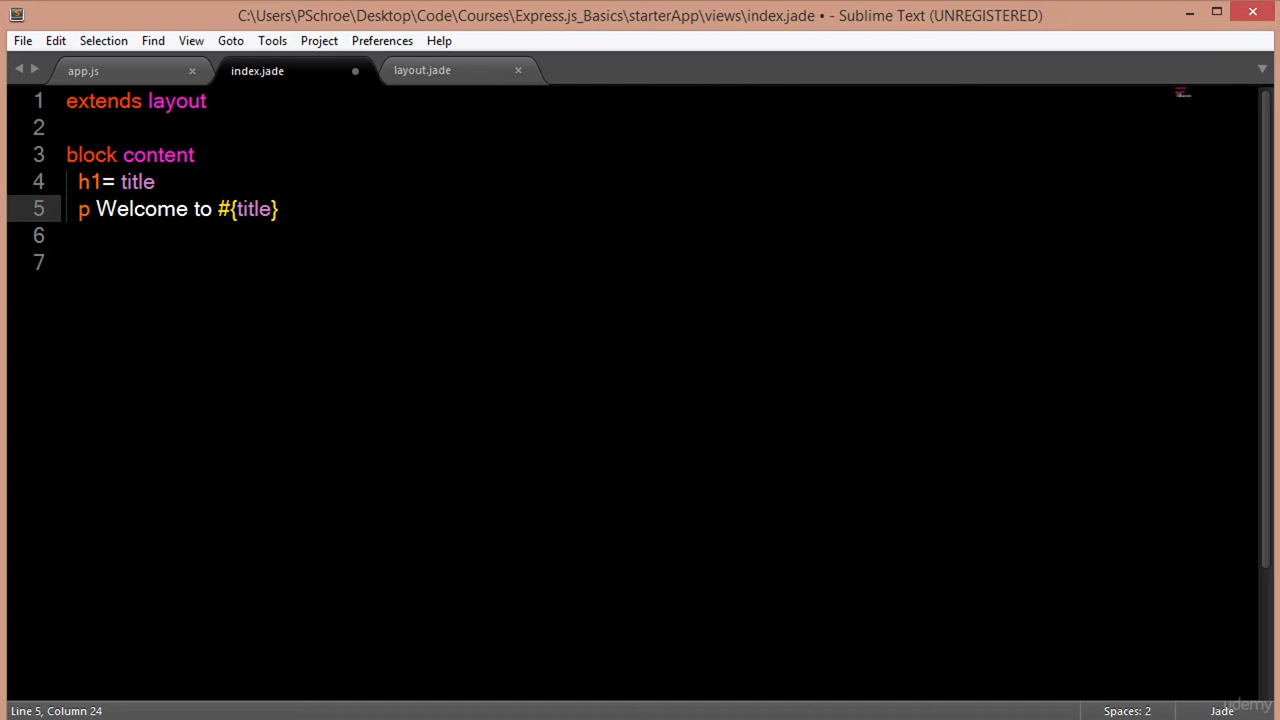 C:\Users\PSchroe\Desktop\Code\Courses\Express.js_Basics\starterApp\views\index.jade • - Sublime Text (UNREGISTERED)
File Edit Selection Find View Goto Tools Project Preferences Help
app.js index.jade layout.jade
1 extends layout
2
3 block content
4 h1= title
5 p Welcome to #{title}
6
7
Line 5, Column 24 Spaces: 2 Jade
udemy